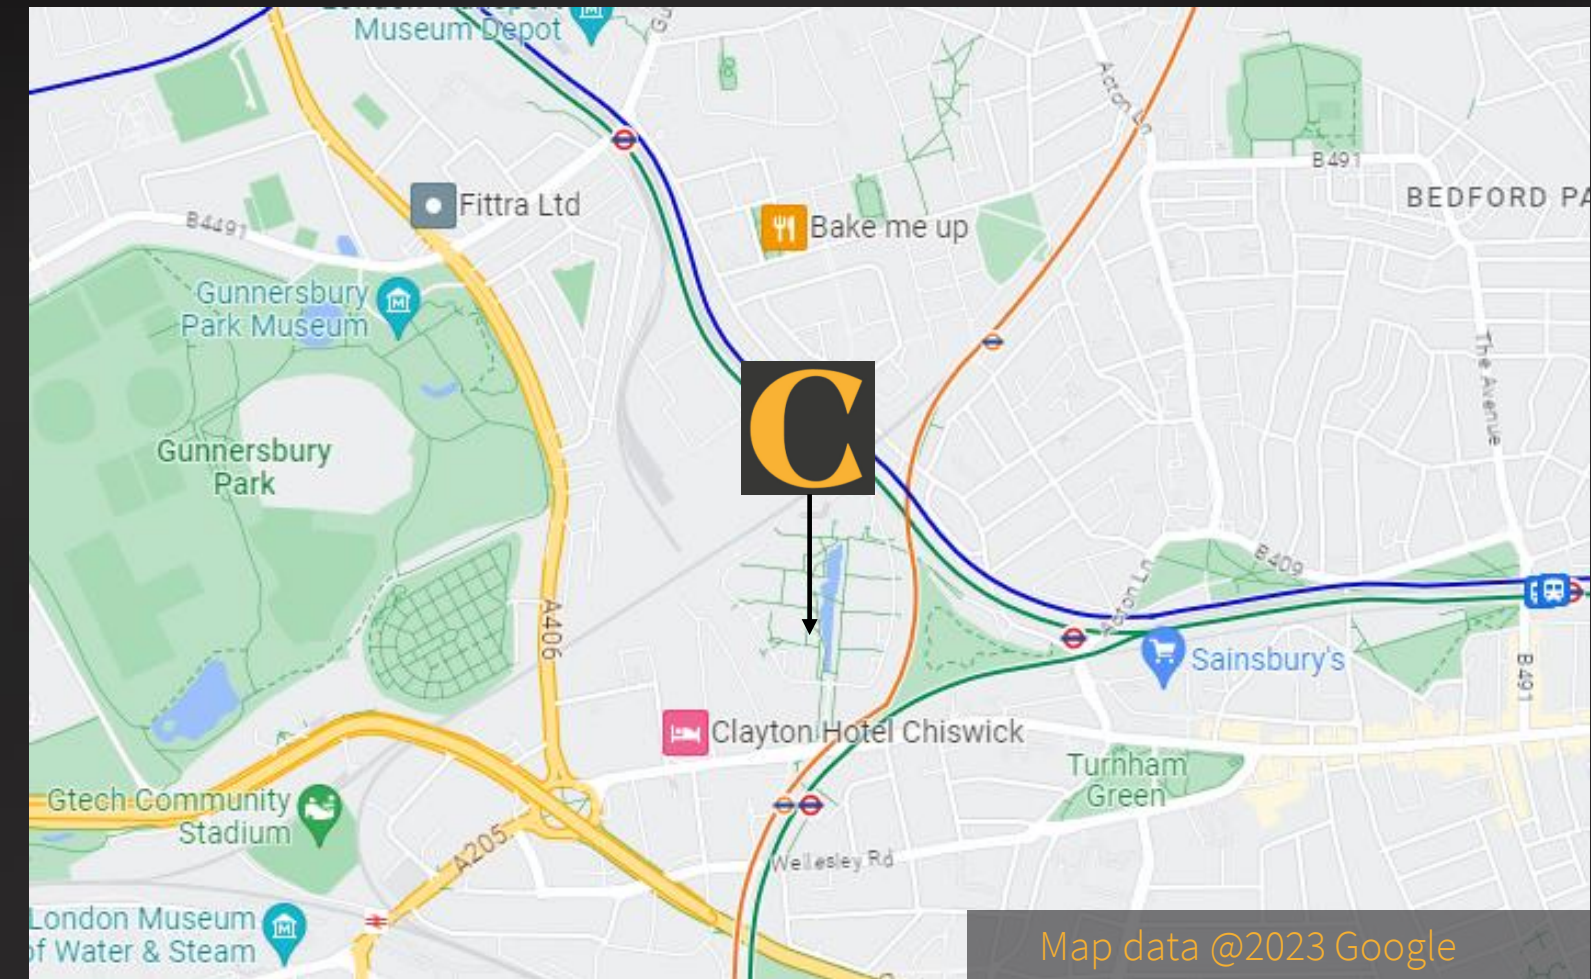 Museum Depot
Gu
Acton Ln
B491
BEDFORD PA
Fittra Ltd
B4491
Bake me up
Gunnersbury
Park Museum
The Avenue
C
Gunnersbury
Park
B409
Acton Ln
A406
Sainsbury's
B491
Clayton Hotel Chiswick
Turnham
Green
Gtech Community
Stadium
A205
Wellesley Rd
London Museum
of Water & Steam
Map data @2023 Google